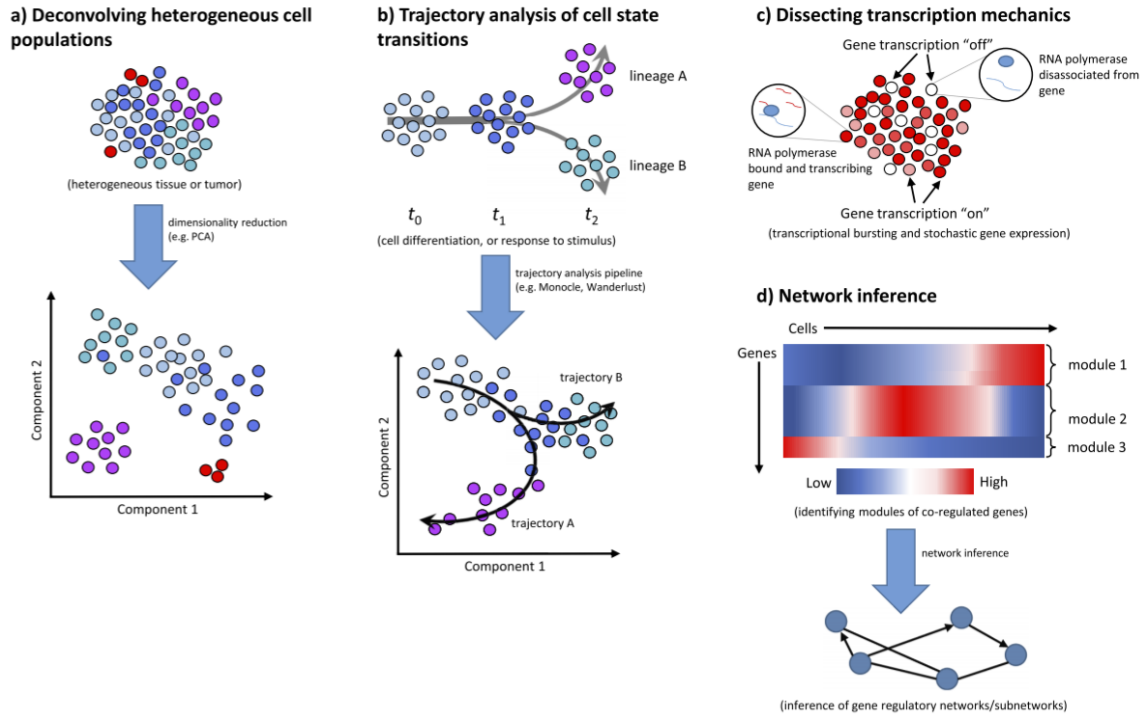 a) Deconvolving heterogeneous cell
populations
(heterogeneous tissue or tumor)
dimensionality reduction
(e.g. PCA)
Component 2
Component 1
b) Trajectory analysis of cell state
transitions
lineage A
lineage B
t0
t1
t2
(cell differentiation, or response to stimulus)
trajectory analysis pipeline
(e.g. Monocle, Wanderlust)
Component 2
trajectory B
trajectory A
Component 1
c) Dissecting transcription mechanics
Gene transcription “off”
RNA polymerase
disassociated from
gene
RNA polymerase
bound and transcribing
gene
Gene transcription “on”
(transcriptional bursting and stochastic gene expression)
d) Network inference
Cells
Genes
module 1
module 2
module 3
Low
High
(identifying modules of co-regulated genes)
network inference
(inference of gene regulatory networks/subnetworks)